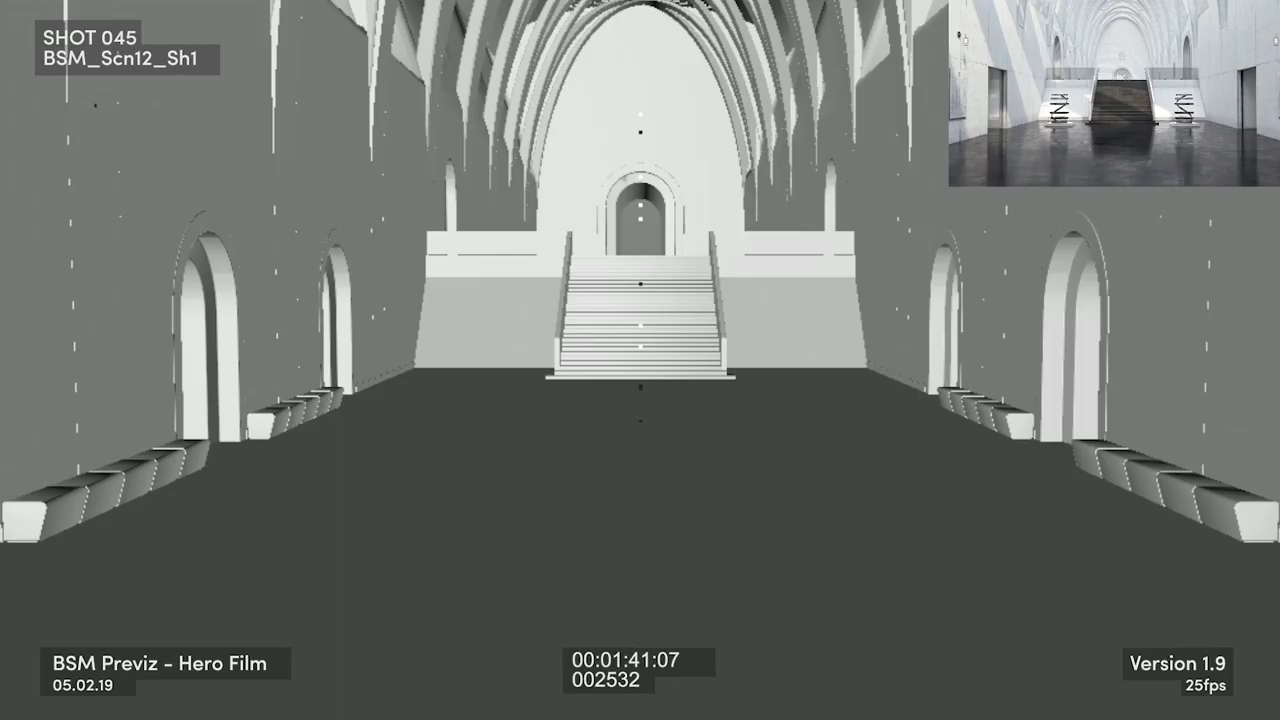 SHOT 045
BSM_Scn12_Sh1
BSM Previz - Hero Film
05.02.19
00:01:41:07
002532
Version 1.9
25fps